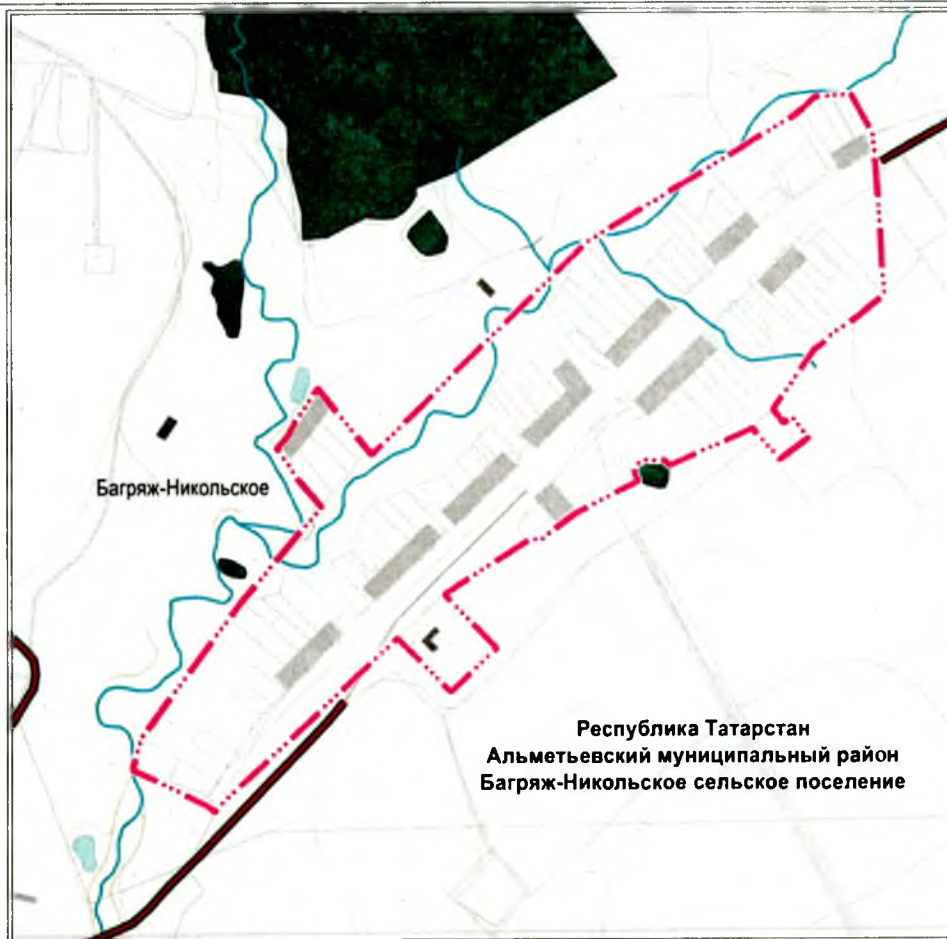 Багряж-Никольское
Республика Татарстан
Альметьевский муниципальный район
Багряж-Никольское сельское поселение